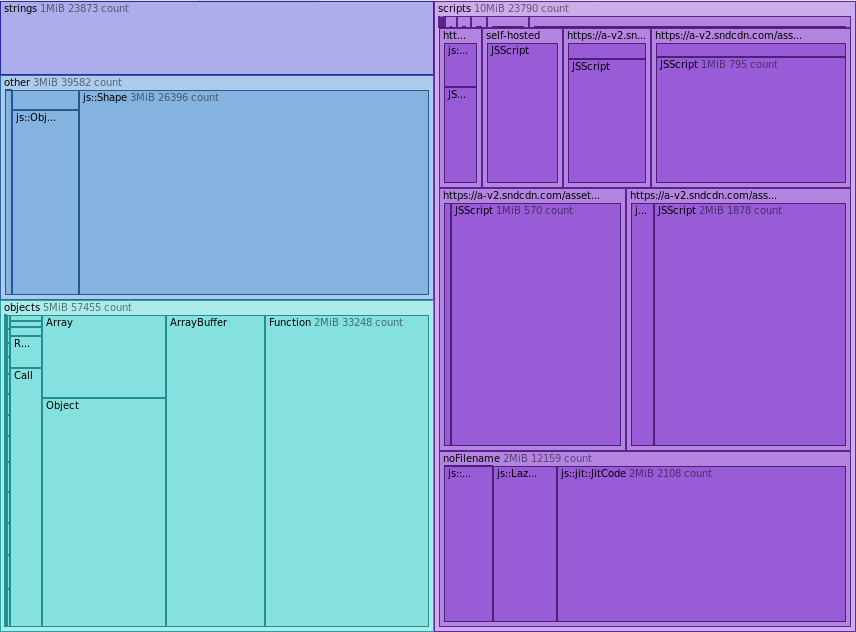 strings 1MiB 23873 count
other 3MiB 39582 count
js::Obj...
js::Shape 3MiB 26396 count
objects 5MiB 57455 count
R...
Call
Array
Object
ArrayBuffer
Function 2MiB 33248 count
scripts 10MiB 23790 count
htt...
js:...
JS...
self-hosted
JSScript
https://a-v2.sn...
JSScript
https://a-v2.sndcdn.com/ass...
JSScript 1MiB 795 count
https://a-v2.sndcdn.com/asset...
JSScript 1MiB 570 count
https://a-v2.sndcdn.com/ass...
j...
JSScript 2MiB 1878 count
noFilename 2MiB 12159 count
js::...
js::Laz...
js::jit::JitCode 2MiB 2108 count